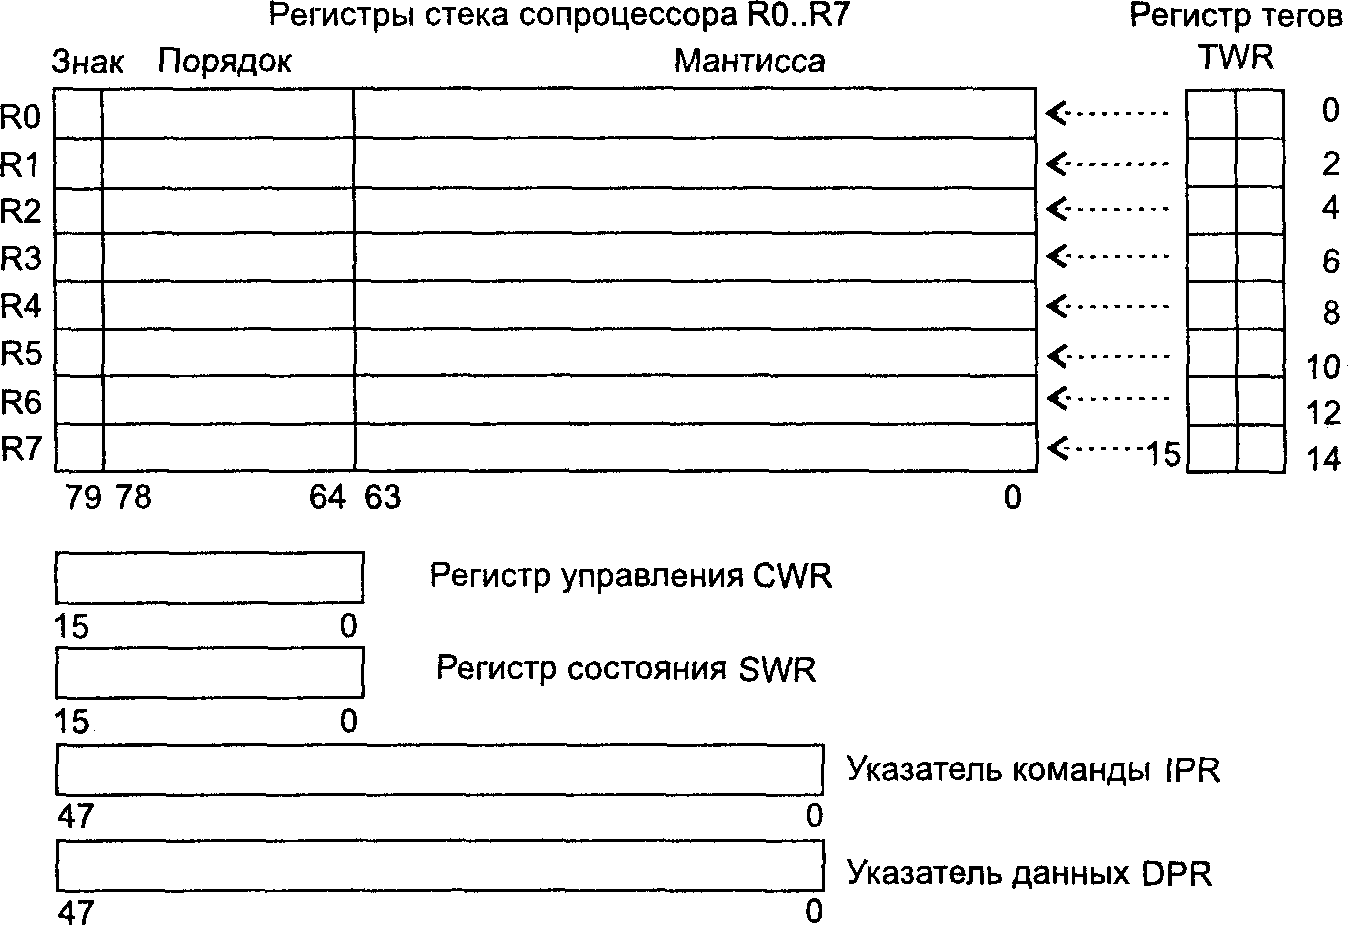 Регистры стека сопроцессора R0..R7 Регистр тегов
Знак Порядок Мантисса TWR
R0 0
R1 2
R2 4
R3 6
R4 8
R5 10
R6 12
R7 15 14
79 78 64 63 0
Регистр управления CWR
15 0
Регистр состояния SWR
15 0
Указатель команды IPR
47 0
Указатель данных DPR
47 0